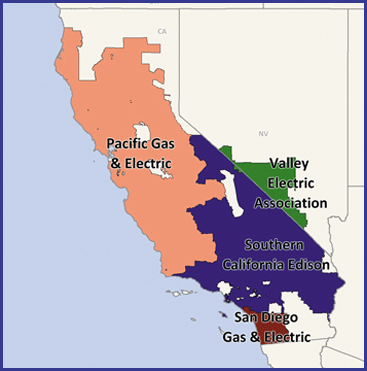 CA
NV
Pacific Gas
& Electric
Valley
Electric
Association
Southern
California Edison
San Diego
Gas & Electric